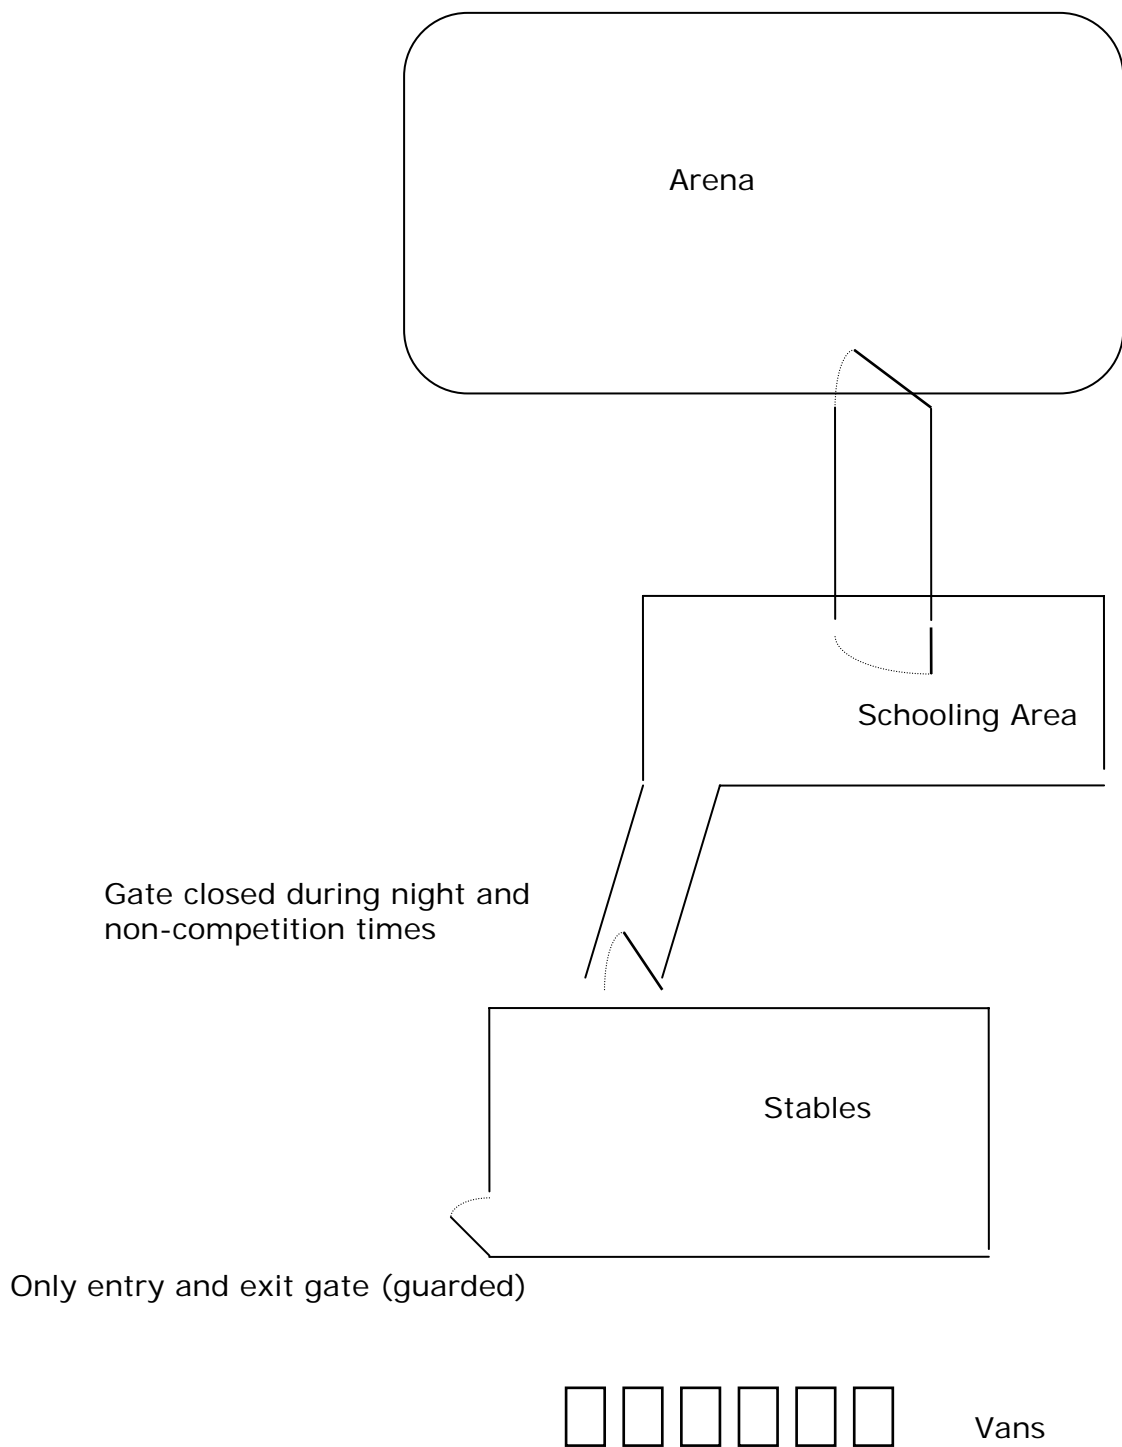 Arena
Schooling Area
Gate closed during night and
non-competition times
Stables
Only entry and exit gate (guarded)
Vans